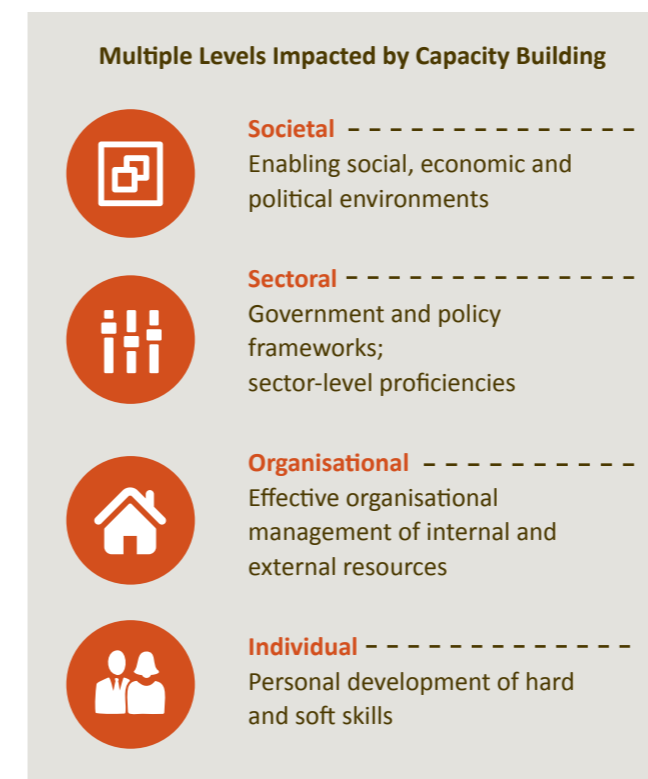 Multiple Levels Impacted by Capacity Building
Societal
Enabling social, economic and
political environments
Sectoral
Government and policy
frameworks;
sector-level proficiencies
Organisational
Effective organisational
management of internal and
external resources
Individual
Personal development of hard
and soft skills